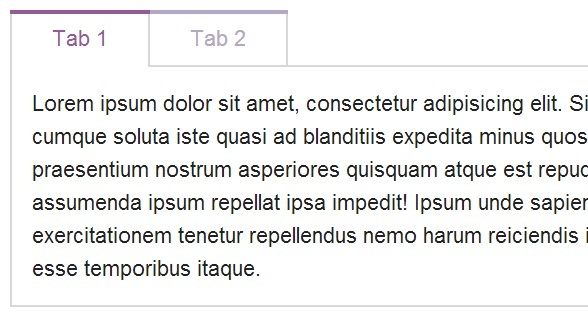 Tab 1
Tab 2
Lorem ipsum dolor sit amet, consectetur adipisicing elit. Si
cumque soluta iste quasi ad blanditiis expedita minus quos
praesentium nostrum asperiores quisquam atque est repud
assumenda ipsum repellat ipsa impedit! Ipsum unde sapien
exercitationem tenetur repellendus nemo harum reiciendis i
esse temporibus itaque.